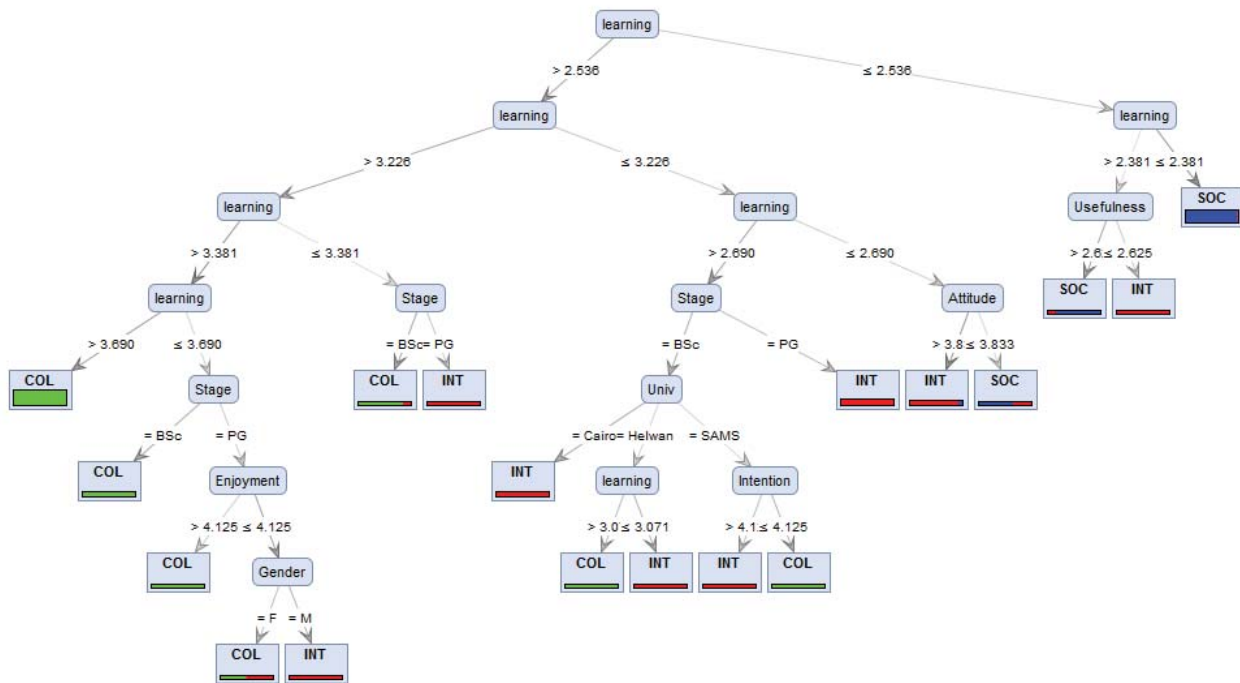 learning
> 2.536 ≤ 2.536
learning learning
> 3.226 ≤ 3.226 > 2.381 ≤ 2.381
learning learning Usefulness SOC
> 3.381 ≤ 3.381 > 2.690 ≤ 2.690 > 2.6 ≤ 2.625
learning Stage Stage Attitude SOC INT
> 3.690 ≤ 3.690 = BSc = PG = BSc = PG > 3.8 ≤ 3.833
COL Stage COL INT Univ INT INT SOC
= BSc = PG = Cairo = Helwan = SAMS
COL Enjoyment INT learning Intention
> 4.125 ≤ 4.125 > 3.0 ≤ 3.071 > 4.1 ≤ 4.125
COL Gender COL INT INT COL
= F = M
COL INT